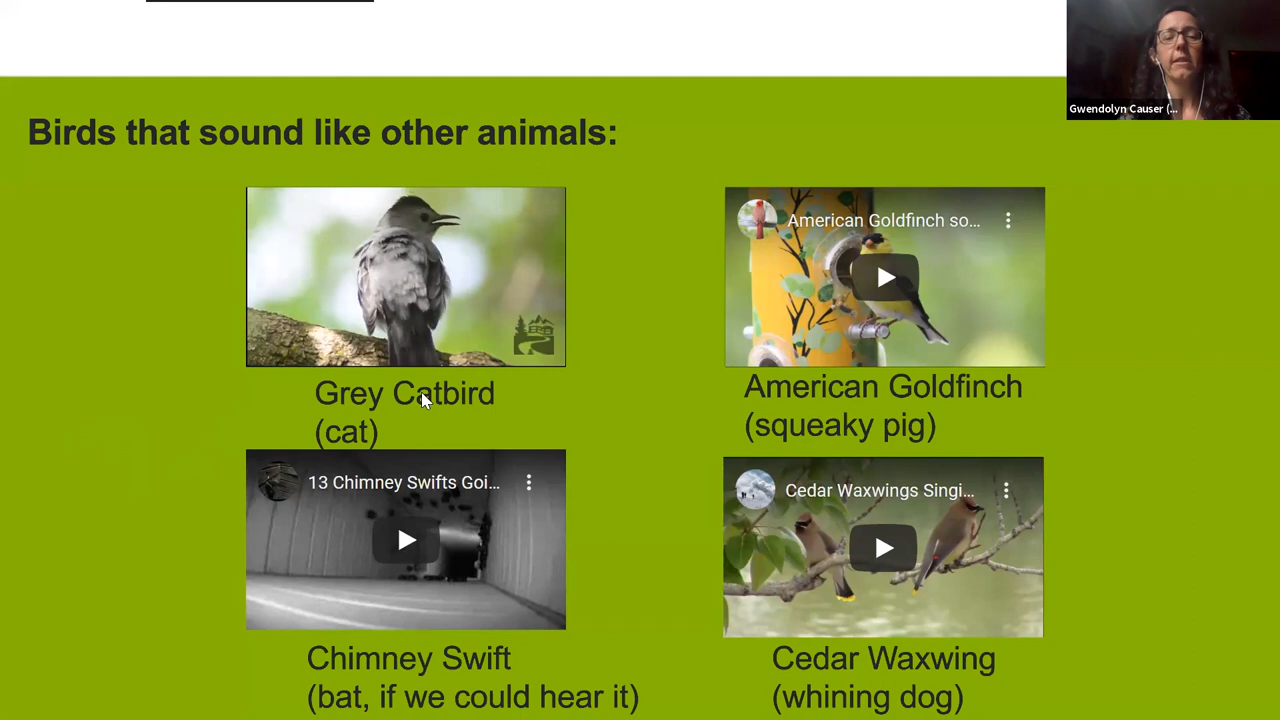 Gwendolyn Causer (...
Birds that sound like other animals:
American Goldfinch so...
Grey Catbird
(cat)
American Goldfinch
(squeaky pig)
13 Chimney Swifts Goi...
Cedar Waxwings Singi...
Chimney Swift
(bat, if we could hear it)
Cedar Waxwing
(whining dog)